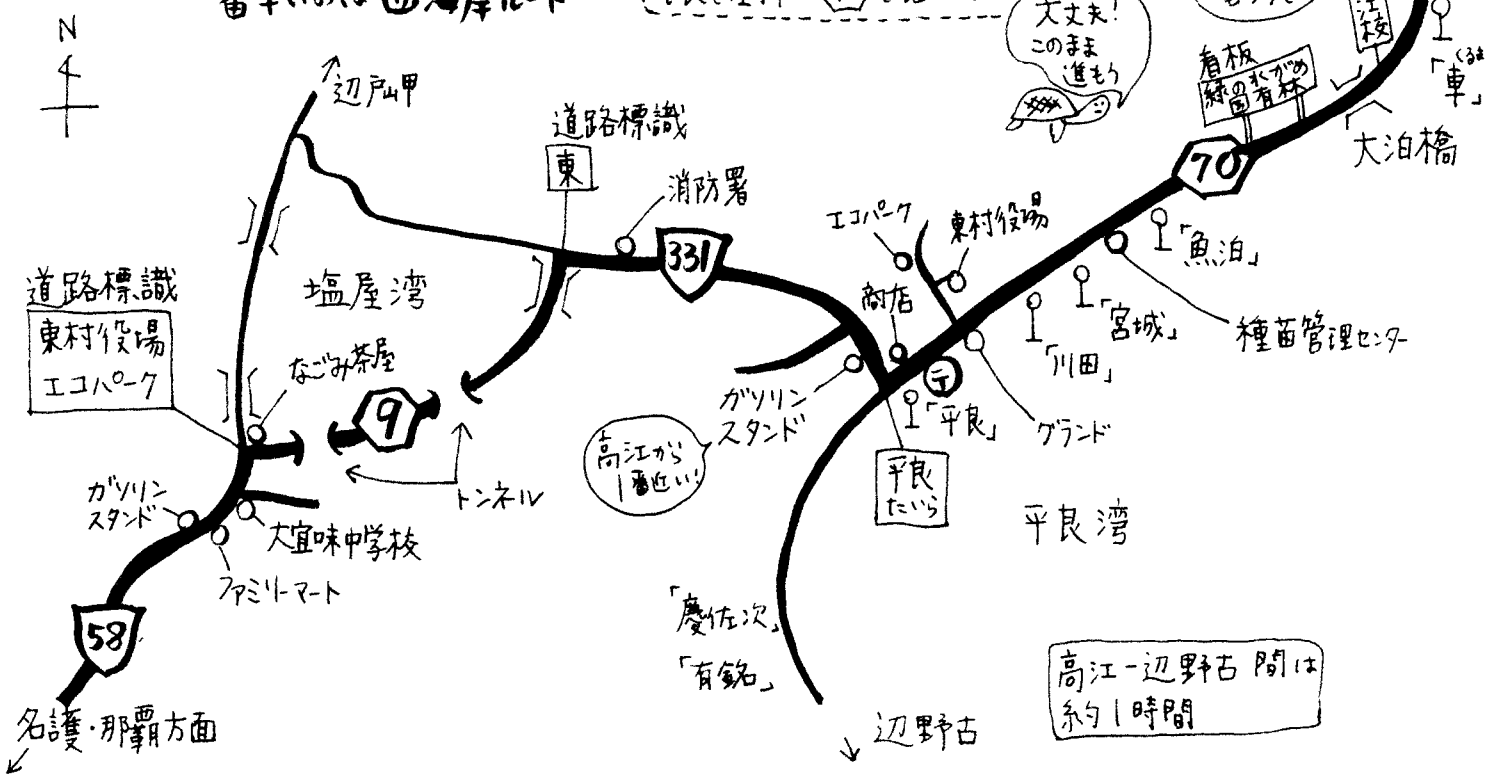 N
辺戸岬
大丈夫!
このまま
進もう
看板
緑の国
水がめ
有林
くるま
「車」
「大泊橋
70
道路標識
東
消防署
331
エコパーク
東村役場
商店
「魚泊」
「宮城」
「川田」
種苗管理センター
道路標識
東村役場
エコパーク
塩屋湾
なごみ茶屋
9
トンネル
ガソリン
スタンド
高江から
1番近い!
〒
「平良」
グランド
平良
たいら
平良湾
ガソリン
スタンド
大宜味中学校
ファミリーマート
58
名護・那覇方面
「慶佐次」
「有銘」
辺野古
高江-辺野古 間は
約1時間